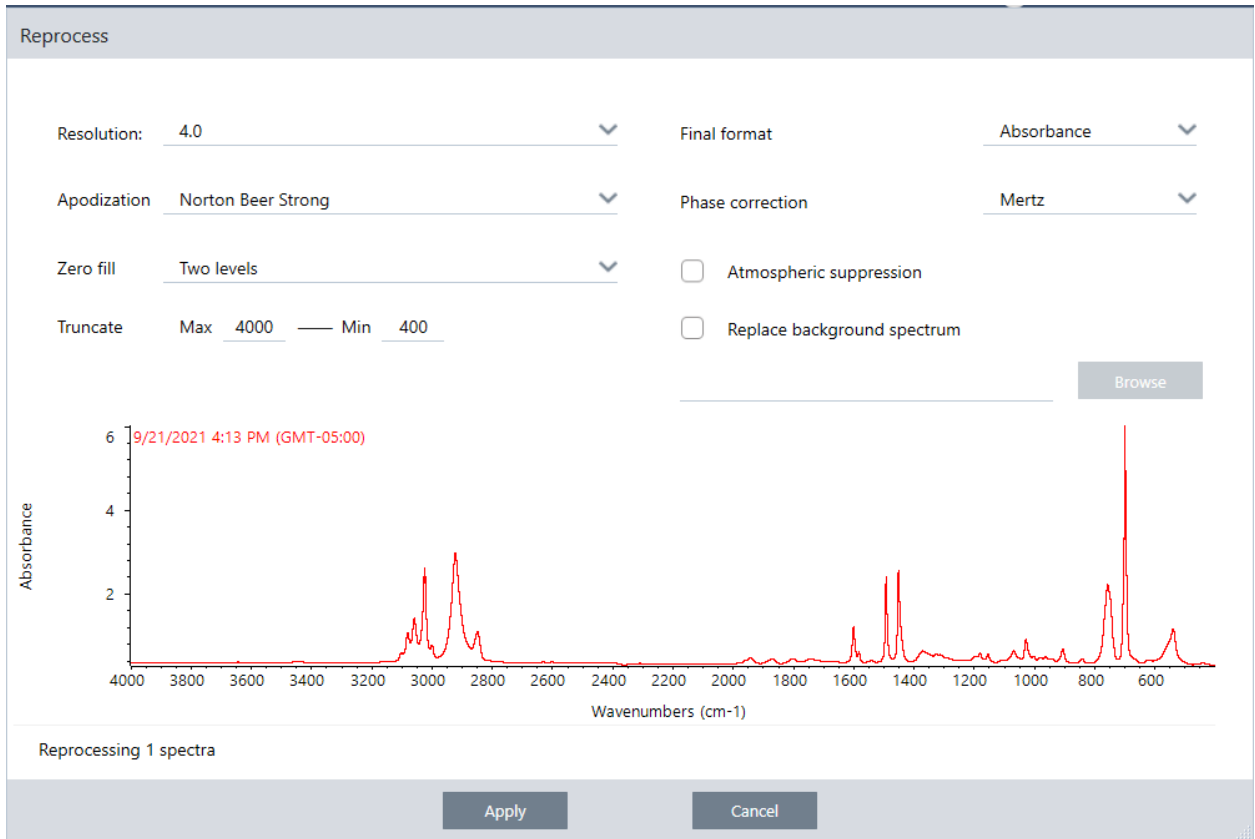 Reprocess
Resolution: 4.0 Final format Absorbance
Apodization Norton Beer Strong Phase correction Mertz
Zero fill Two levels Atmospheric suppression
Truncate Max 4000 — Min 400 Replace background spectrum
Browse
9/21/2021 4:13 PM (GMT-05:00)
6
4
2
Absorbance
4000 3800 3600 3400 3200 3000 2800 2600 2400 2200 2000 1800 1600 1400 1200 1000 800 600
Wavenumbers (cm-1)
Reprocessing 1 spectra
Apply Cancel